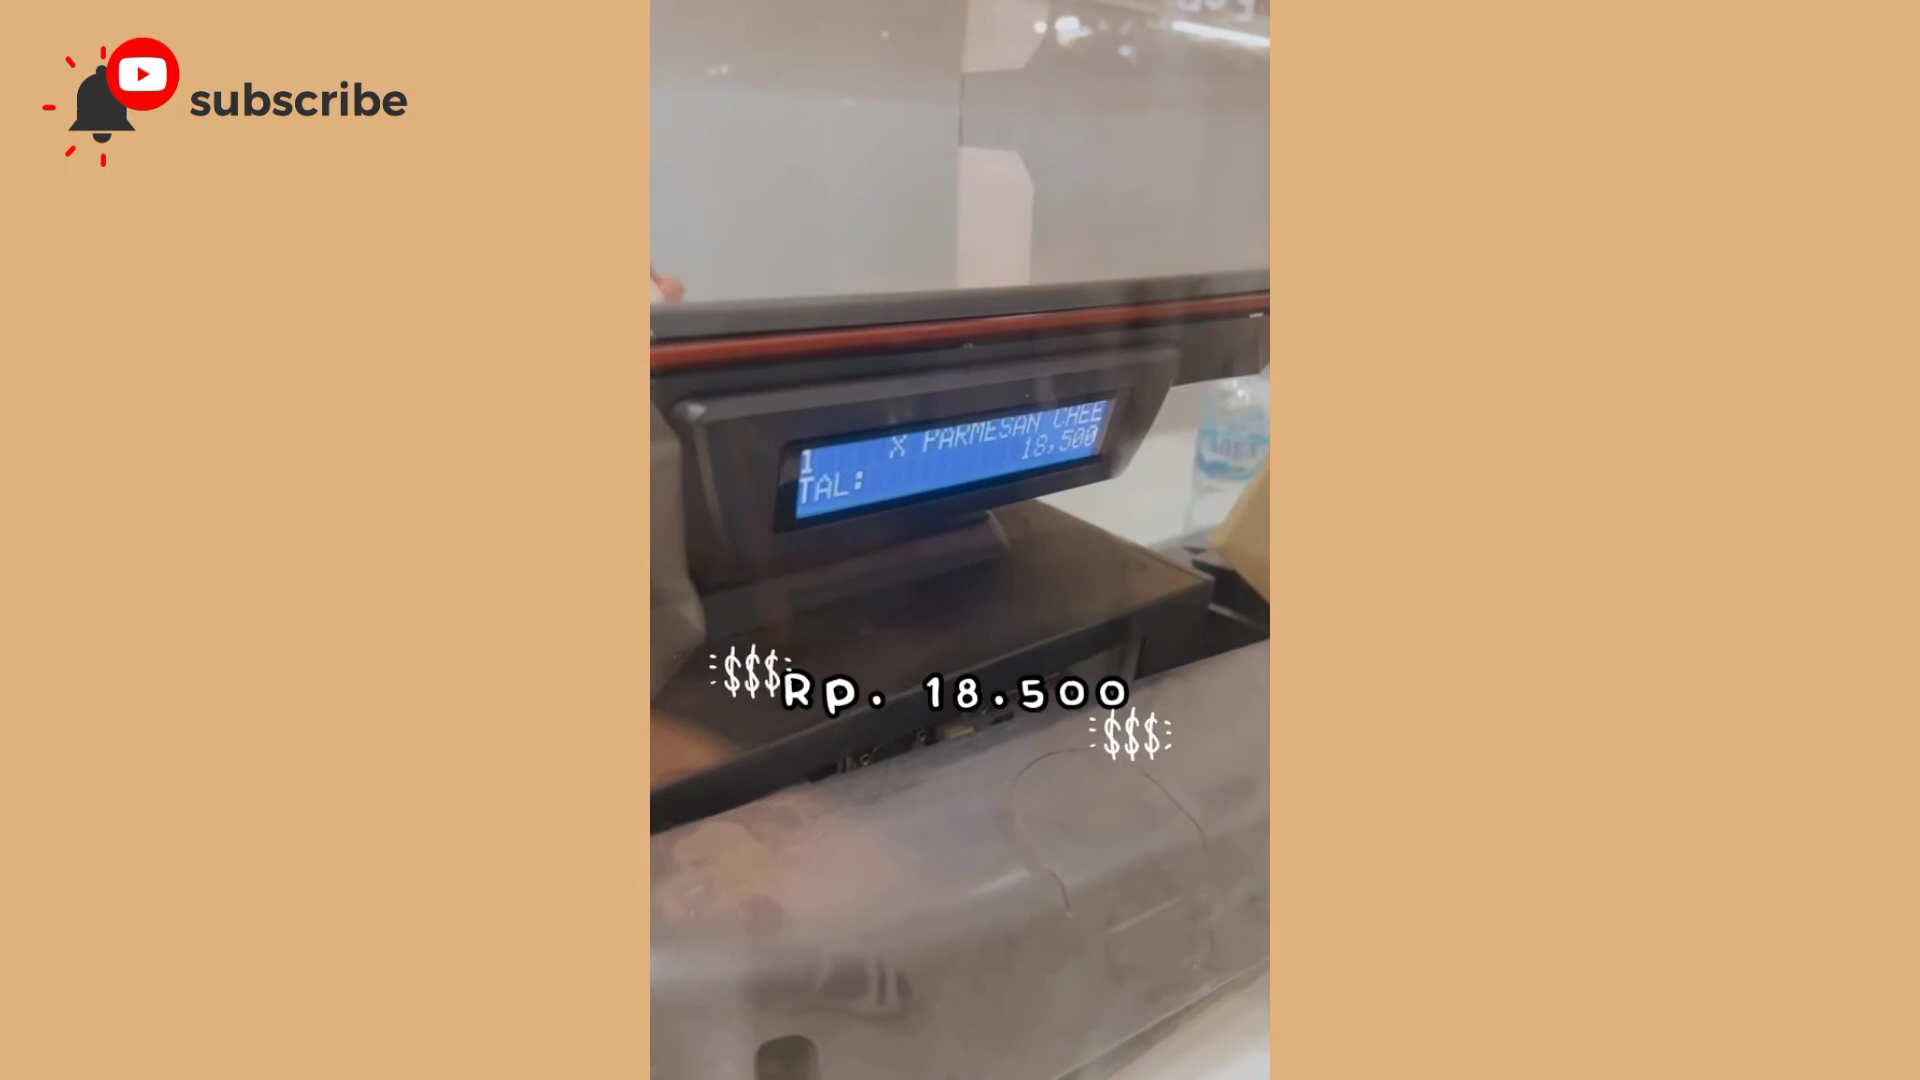 subscribe
1 X PARMESAN CHEE
TAL: 18,500
$$$
Rp. 18.500
$$$